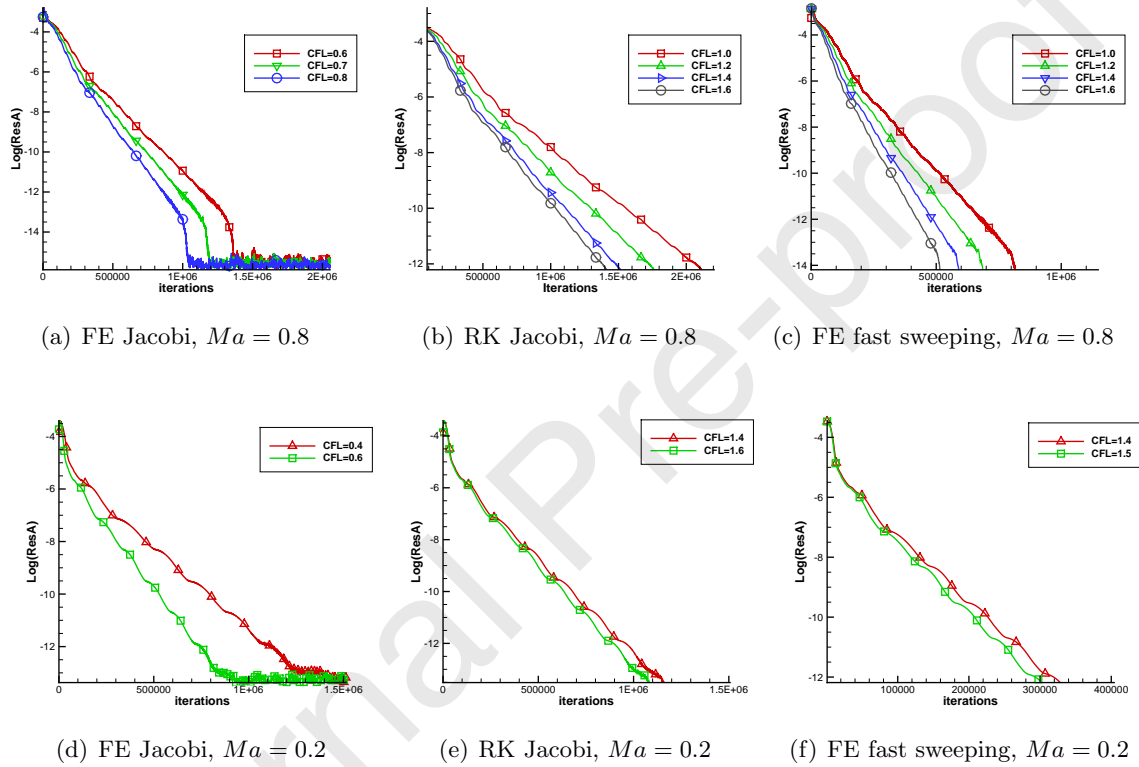 CFL=0.6
CFL=0.7
CFL=0.8
Log(ResA)
-4
-6
-8
-10
-12
-14
0
500000
1E+06
1.5E+06
2E+06
iterations
(a) FE Jacobi, Ma = 0.8
CFL=1.0
CFL=1.2
CFL=1.4
CFL=1.6
Log(ResA)
-4
-6
-8
-10
-12
500000
1E+06
1.5E+06
2E+06
iterations
(b) RK Jacobi, Ma = 0.8
CFL=1.0
CFL=1.2
CFL=1.4
CFL=1.6
Log(ResA)
-3
-4
-5
-6
-7
-8
-9
-10
-11
-12
-13
-14
0
500000
1E+06
iterations
(c) FE fast sweeping, Ma = 0.8
CFL=0.4
CFL=0.6
Log(ResA)
-4
-6
-8
-10
-12
0
500000
1E+06
1.5E+06
iterations
(d) FE Jacobi, Ma = 0.2
CFL=1.4
CFL=1.6
Log(ResA)
-4
-6
-8
-10
-12
0
500000
1E+06
1.5E+06
iterations
(e) RK Jacobi, Ma = 0.2
CFL=1.4
CFL=1.5
Log(ResA)
-4
-6
-8
-10
-12
100000
200000
300000
400000
iterations
(f) FE fast sweeping, Ma = 0.2
rnal Pre-proof